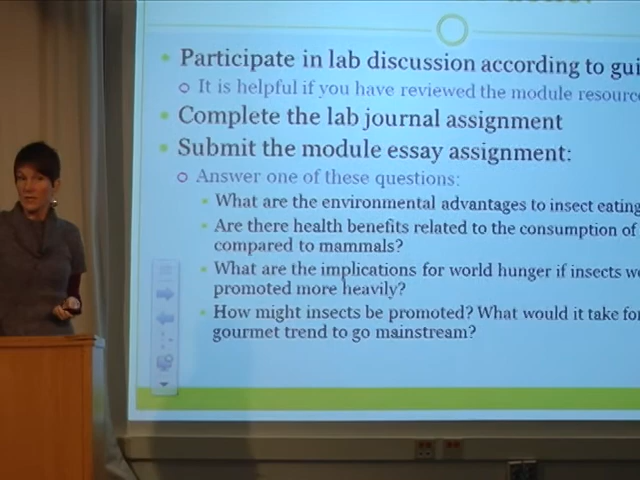 Participate in lab discussion according to gui
It is helpful if you have reviewed the module resourc
Complete the lab journal assignment
Submit the module essay assignment:
Answer one of these questions:
What are the environmental advantages to insect eating
Are there health benefits related to the consumption of
compared to mammals?
What are the implications for world hunger if insects w
promoted more heavily?
How might insects be promoted? What would it take for
gourmet trend to go mainstream?